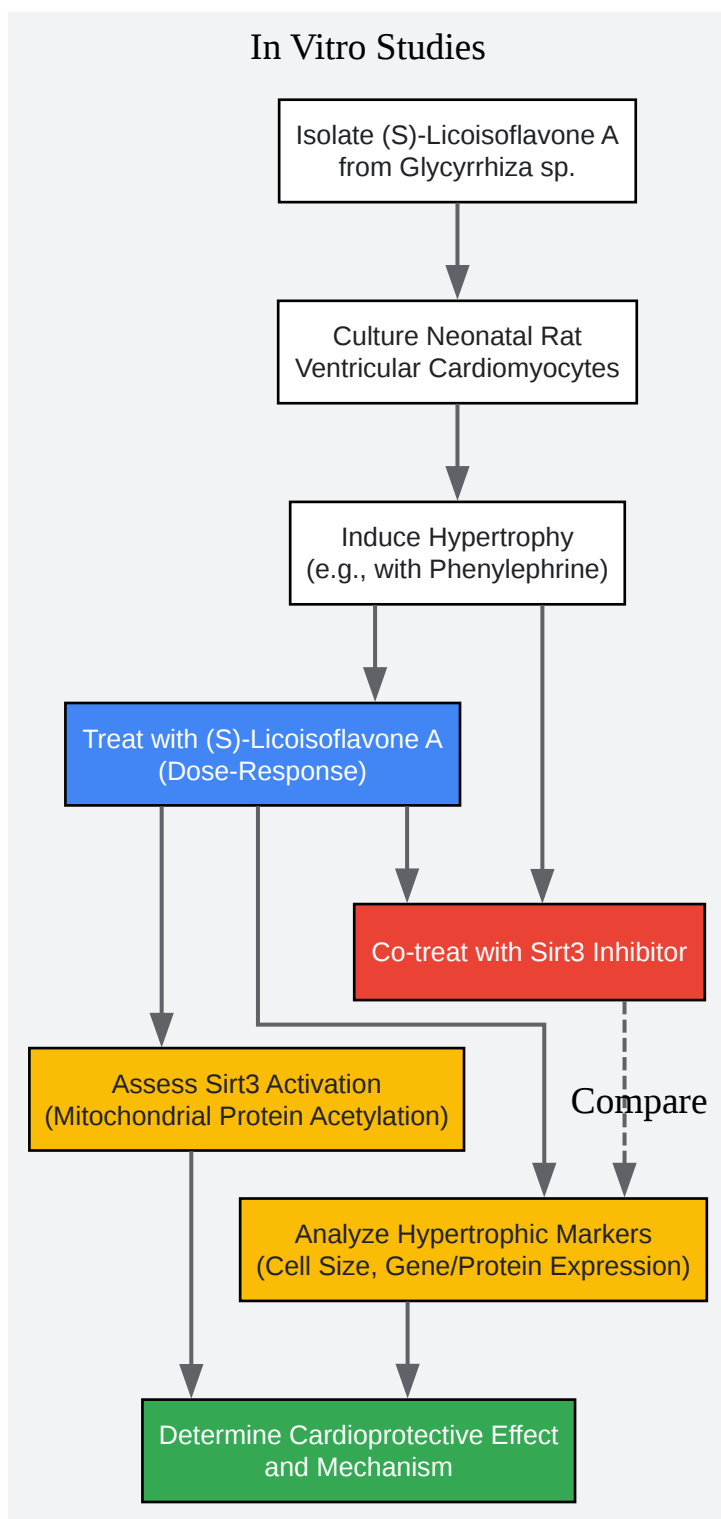 In Vitro Studies
Isolate (S)-Licoisoflavone A
from Glycyrrhiza sp.
Culture Neonatal Rat
Ventricular Cardiomyocytes
Induce Hypertrophy
(e.g., with Phenylephrine)
Treat with (S)-Licoisoflavone A
(Dose-Response)
Co-treat with Sirt3 Inhibitor
Assess Sirt3 Activation
(Mitochondrial Protein Acetylation)
Compare
Analyze Hypertrophic Markers
(Cell Size, Gene/Protein Expression)
Determine Cardioprotective Effect
and Mechanism